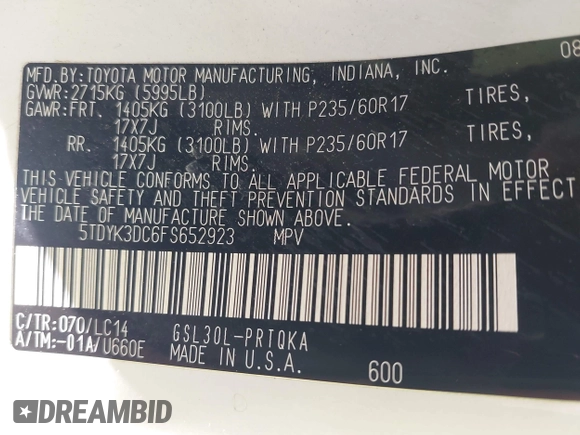 08
MFD.BY:TOYOTA MOTOR MANUFACTURING, INDIANA, INC.
GVWR:2715KG (5995LB)
GAWR:FRT. 1405KG (3100LB) WITH P235/60R17 TIRES,
17X7J RIMS.
RR. 1405KG (3100LB) WITH P235/60R17 TIRES,
17X7J RIMS.
THIS VEHICLE CONFORMS TO ALL APPLICABLE FEDERAL MOTOR
VEHICLE SAFETY AND THEFT PREVENTION STANDARDS IN EFFECT
THE DATE OF MANUFACTURE SHOWN ABOVE.
5TDYK3DC6FS652923 MPV
C/TR:070/LC14 GSL30L-PRTQKA
A/TM:-01A/U660E MADE IN U.S.A.
600
DREAMBID